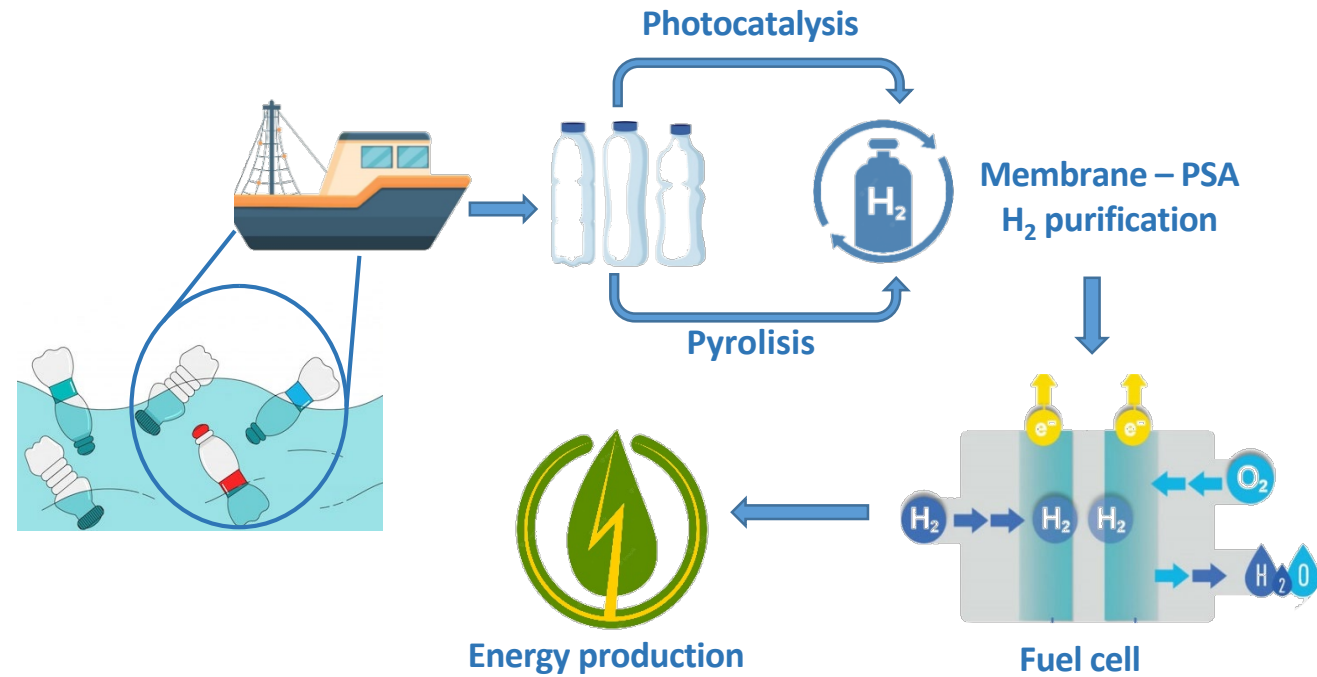 Photocatalysis
H₂
Membrane – PSA
H₂ purification
Pyrolisis
e⁻
e⁻
O₂
H₂
H₂
H₂
H₂O
Energy production
Fuel cell